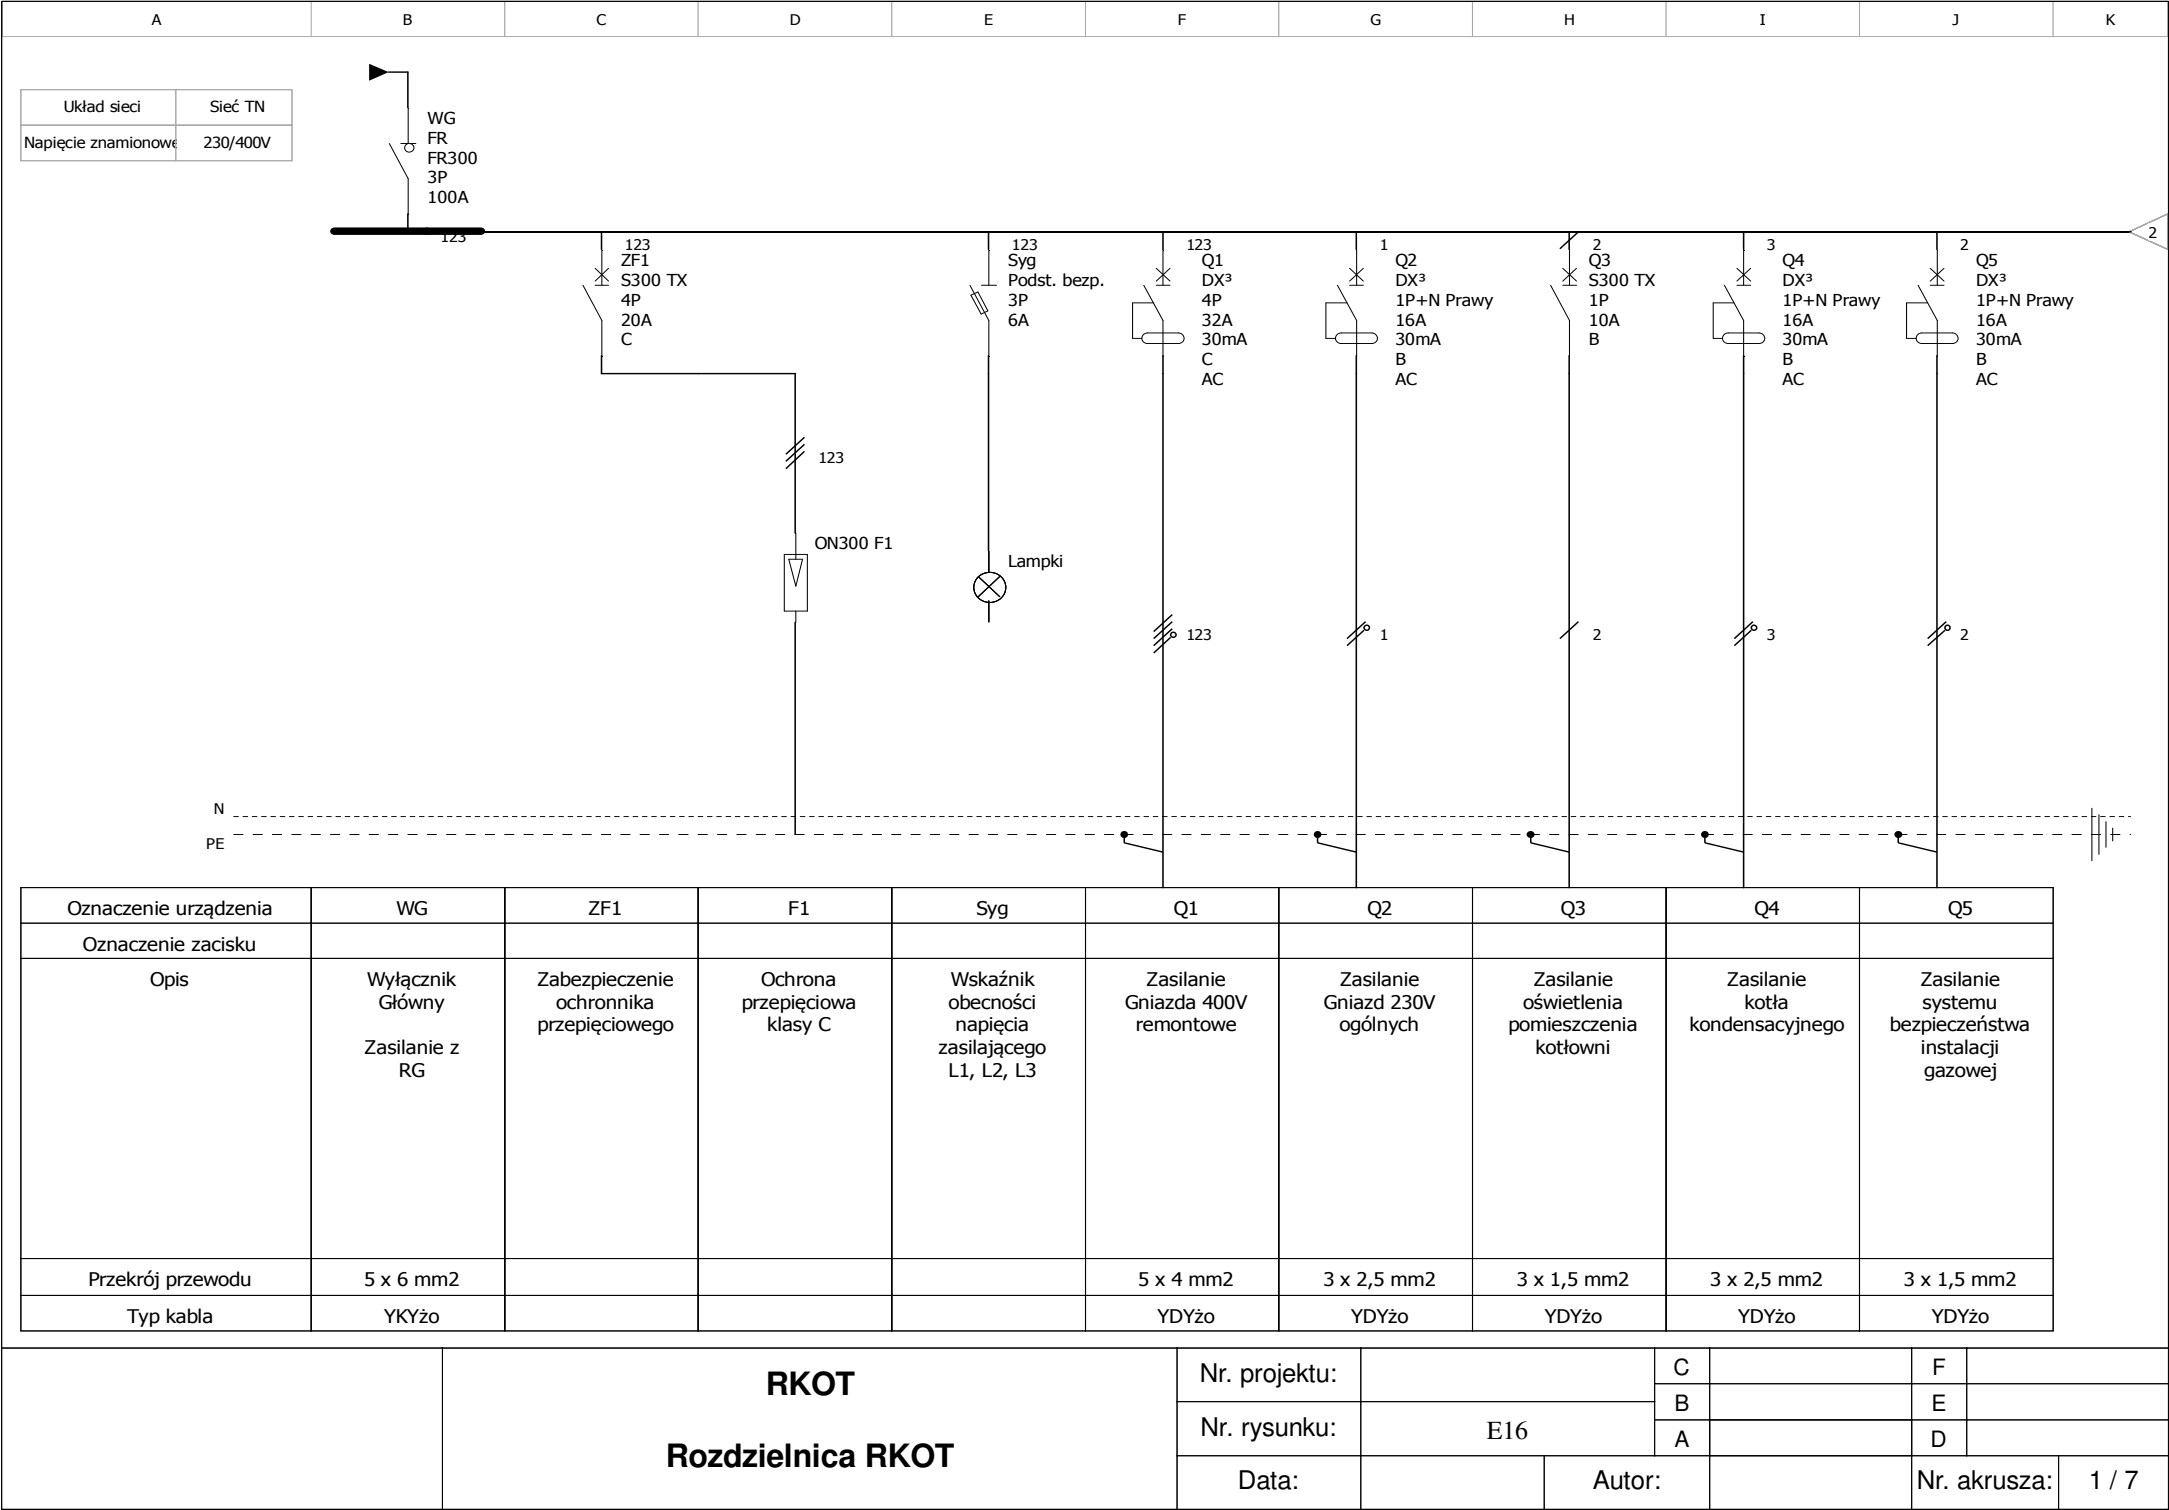 A B C D E F G H I J K
Układ sieci Sieć TN
Napięcie znamionowe 230/400V
WG
FR
FR300
3P
100A
123
2
123
ZF1
S300 TX
4P
20A
C
123
Syg
Podst. bezp.
3P
6A
123
Q1
DX³
4P
32A
30mA
C
AC
1
Q2
DX³
1P+N Prawy
16A
30mA
B
AC
2
Q3
S300 TX
1P
10A
B
3
Q4
DX³
1P+N Prawy
16A
30mA
B
AC
2
Q5
DX³
1P+N Prawy
16A
30mA
B
AC
123
ON300 F1
Lampki
123 1 2 3 2
N
PE
Oznaczenie urządzenia WG ZF1 F1 Syg Q1 Q2 Q3 Q4 Q5
Oznaczenie zacisku
Opis
Wyłącznik
Główny
Zasilanie z
RG
Zabezpieczenie
ochronnika
przepięciowego
Ochrona
przepięciowa
klasy C
Wskaźnik
obecności
napięcia
zasilającego
L1, L2, L3
Zasilanie
Gniazda 400V
remontowe
Zasilanie
Gniazd 230V
ogólnych
Zasilanie
oświetlenia
pomieszczenia
kotłowni
Zasilanie
kotła
kondensacyjnego
Zasilanie
systemu
bezpieczeństwa
instalacji
gazowej
Przekrój przewodu 5 x 6 mm2 5 x 4 mm2 3 x 2,5 mm2 3 x 1,5 mm2 3 x 2,5 mm2 3 x 1,5 mm2
Typ kabla YKYżo YDYżo YDYżo YDYżo YDYżo YDYżo
RKOT
Rozdzielnica RKOT
Nr. projektu:
Nr. rysunku: E16
Data: Autor:
C F
B E
A D
Nr. akrusza: 1 / 7